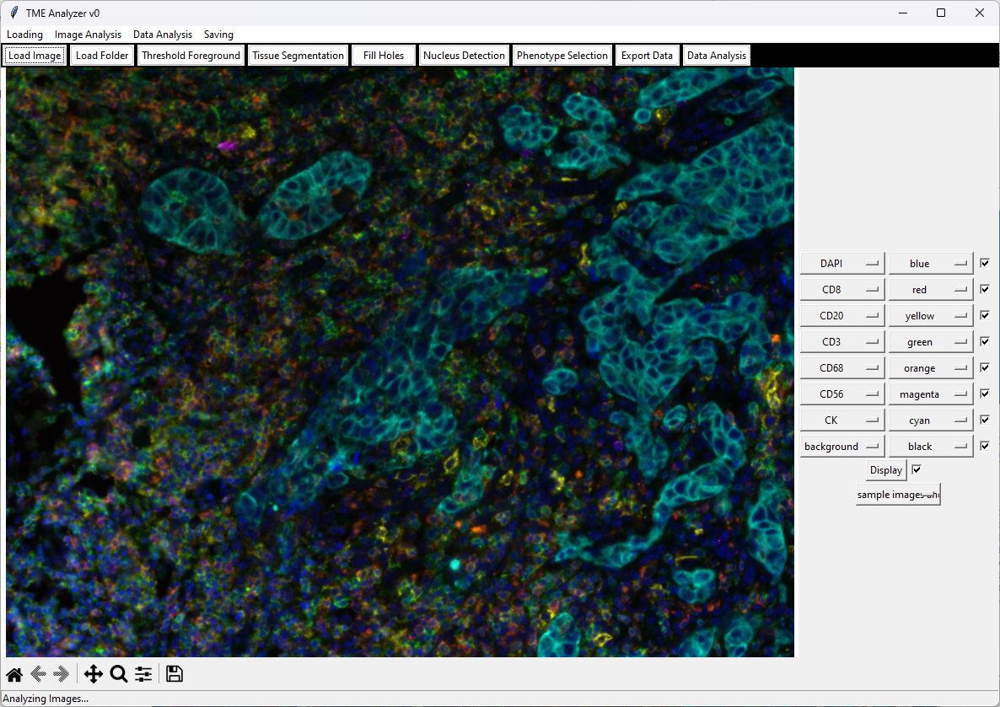 TME Analyzer v0
Loading Image Analysis Data Analysis Saving
Load Image Load Folder Threshold Foreground Tissue Segmentation Fill Holes Nucleus Detection Phenotype Selection Export Data Data Analysis
DAPI blue
CD8 red
CD20 yellow
CD3 green
CD68 orange
CD56 magenta
CK cyan
background black
Display
sample images
Analyzing Images...